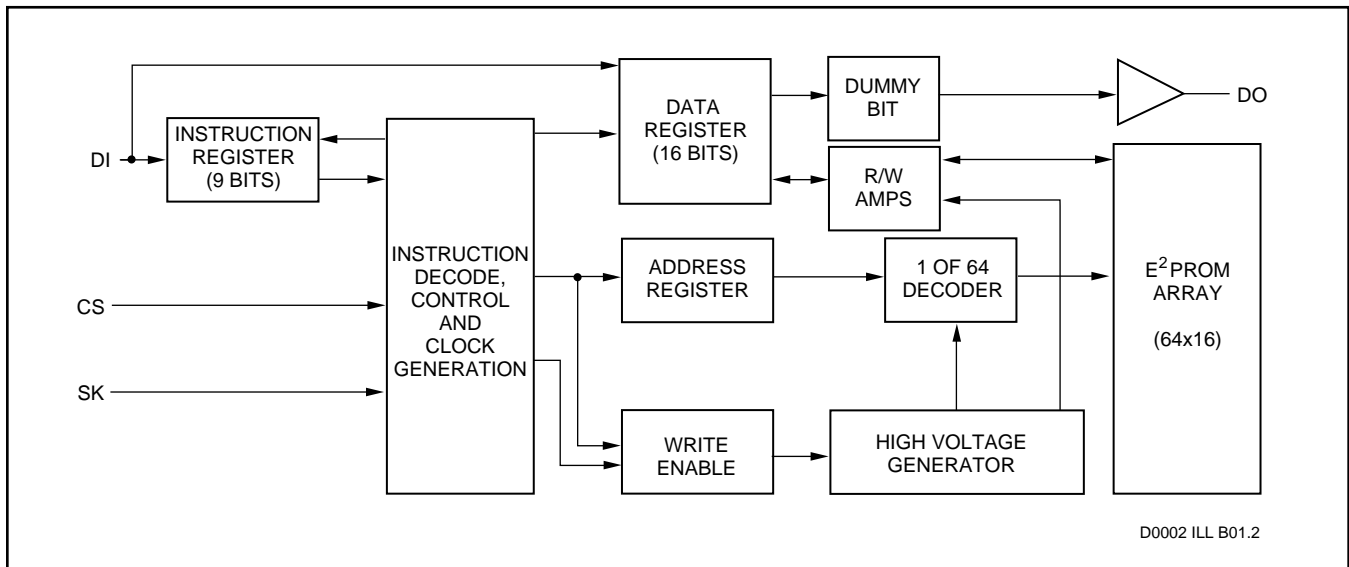 DI
INSTRUCTION
REGISTER
(9 BITS)
CS
SK
INSTRUCTION
DECODE,
CONTROL
AND
CLOCK
GENERATION
DATA
REGISTER
(16 BITS)
DUMMY
BIT
DO
R/W
AMPS
ADDRESS
REGISTER
1 OF 64
DECODER
E²PROM
ARRAY
(64x16)
WRITE
ENABLE
HIGH VOLTAGE
GENERATOR
D0002 ILL B01.2